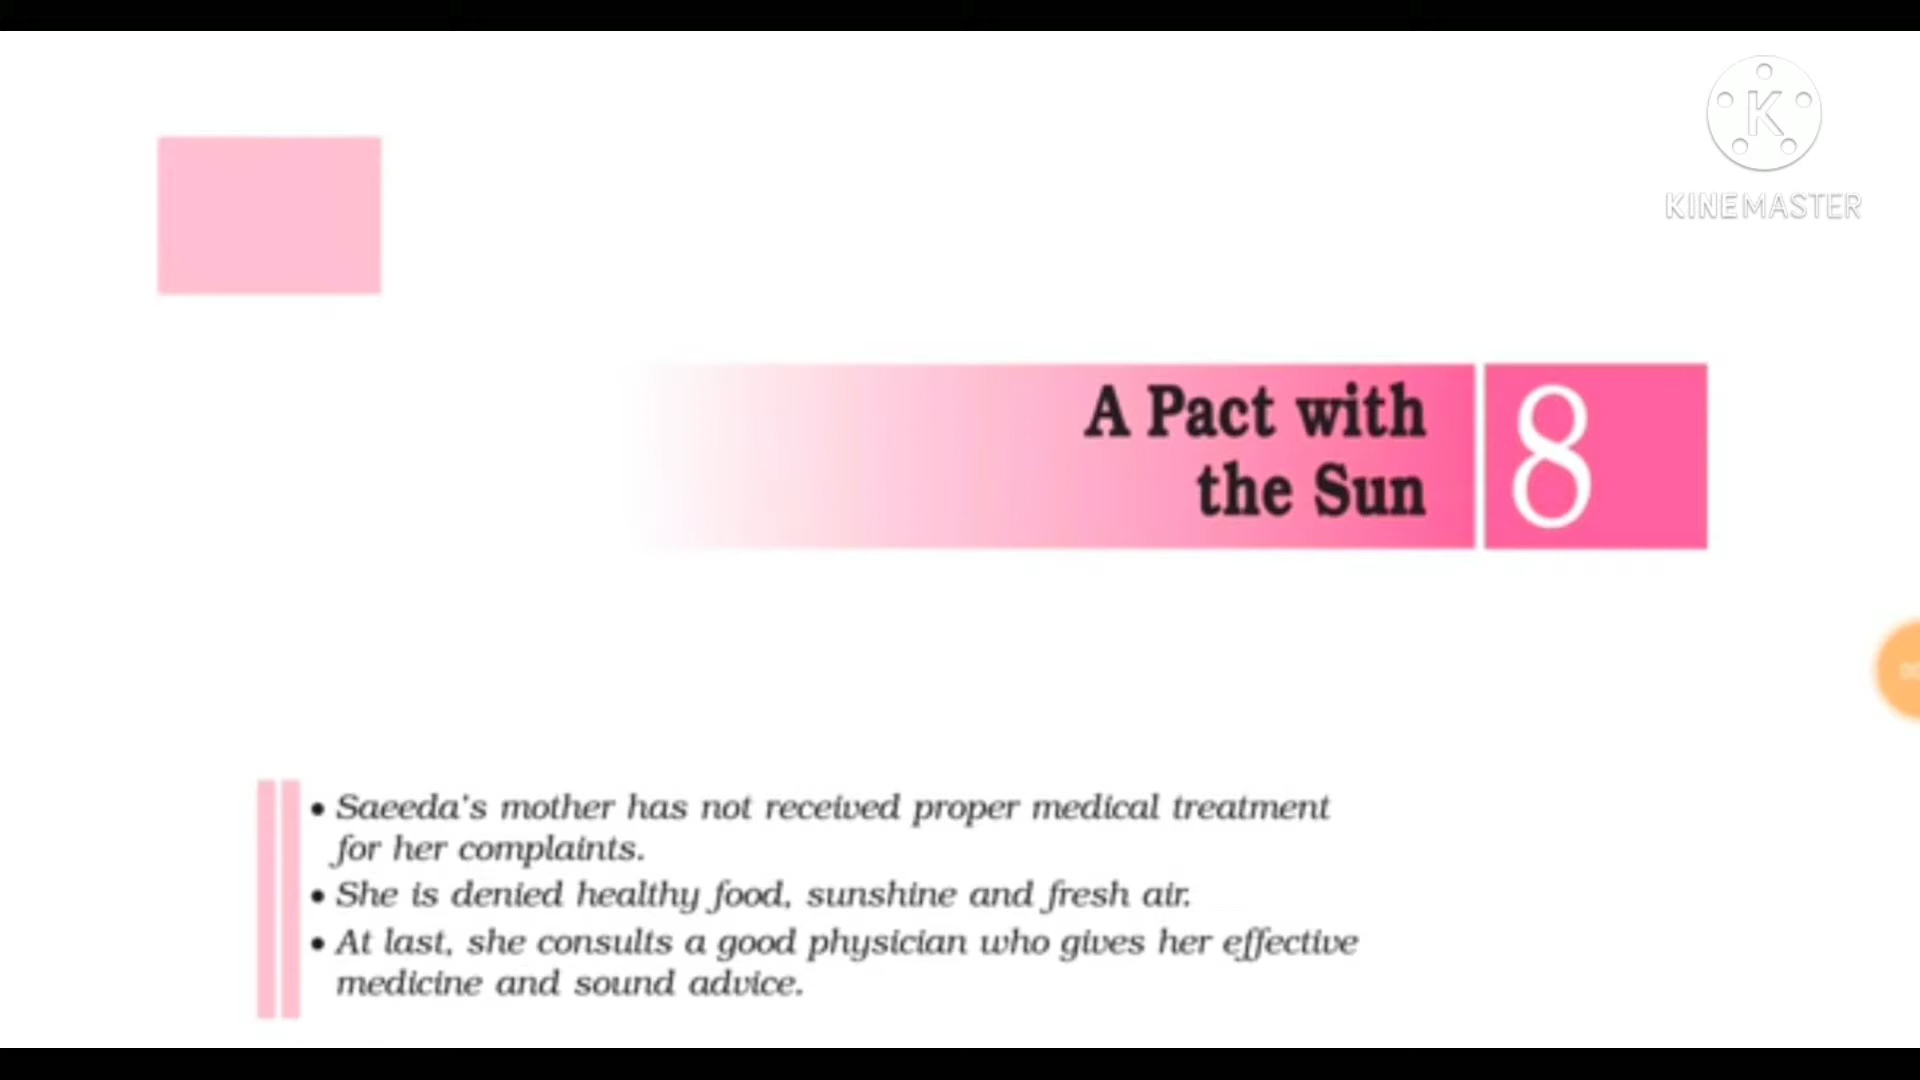 K
KINEMASTER
A Pact with
the Sun
8
• Saeeda's mother has not received proper medical treatment
for her complaints.
• She is denied healthy food, sunshine and fresh air.
• At last, she consults a good physician who gives her effective
medicine and sound advice.